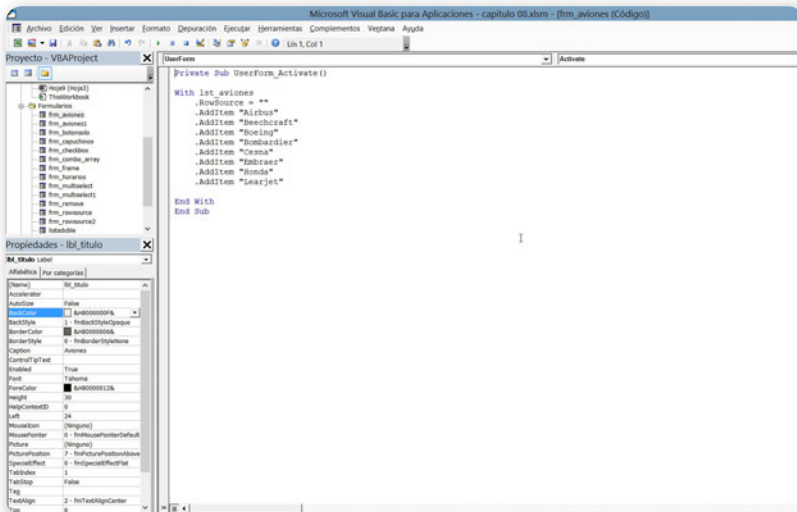 Microsoft Visual Basic para Aplicaciones - capitulo 08.xlsm - [frm_aviones (Código)]
Archivo Edición Ver Insertar Formato Depuración Ejecutar Herramientas Complementos Ventana Ayuda
Lín 1, Col 1
Proyecto - VBAProject
UserForm
Activate
Hoja9 (Hoja3)
ThisWorkbook
Formularios
frm_aviones
frm_aviones1
frm_botonsolo
frm_capuchinos
frm_checkbox
frm_combo_array
frm_frame
frm_horarios
frm_multiselect
frm_multiselect1
frm_remove
frm_rowsource
frm_rowsource2
listadoble
Private Sub UserForm_Activate()
With lst_aviones
.RowSource = ""
.AddItem "Airbus"
.AddItem "Beechcraft"
.AddItem "Boeing"
.AddItem "Bombardier"
.AddItem "Cesna"
.AddItem "Embraer"
.AddItem "Honda"
.AddItem "Learjet"
End With
End Sub
Propiedades - lbl_titulo
lbl_titulo Label
Alfabética Por categorías
(Name) lbl_titulo
Accelerator
AutoSize False
BackColor &H8000000F&
BackStyle 1 - fmBackStyleOpaque
BorderColor &H80000006&
BorderStyle 0 - fmBorderStyleNone
Caption Aviones
ControlTipText
Enabled True
Font Tahoma
ForeColor &H80000012&
Height 30
HelpContextID 0
Left 24
MouseIcon (Ninguno)
MousePointer 0 - fmMousePointerDefault
Picture (Ninguno)
PicturePosition 7 - fmPicturePositionAbove
SpecialEffect 0 - fmSpecialEffectFlat
TabIndex 1
TabStop False
Tag
TextAlign 2 - fmTextAlignCenter
Top 6